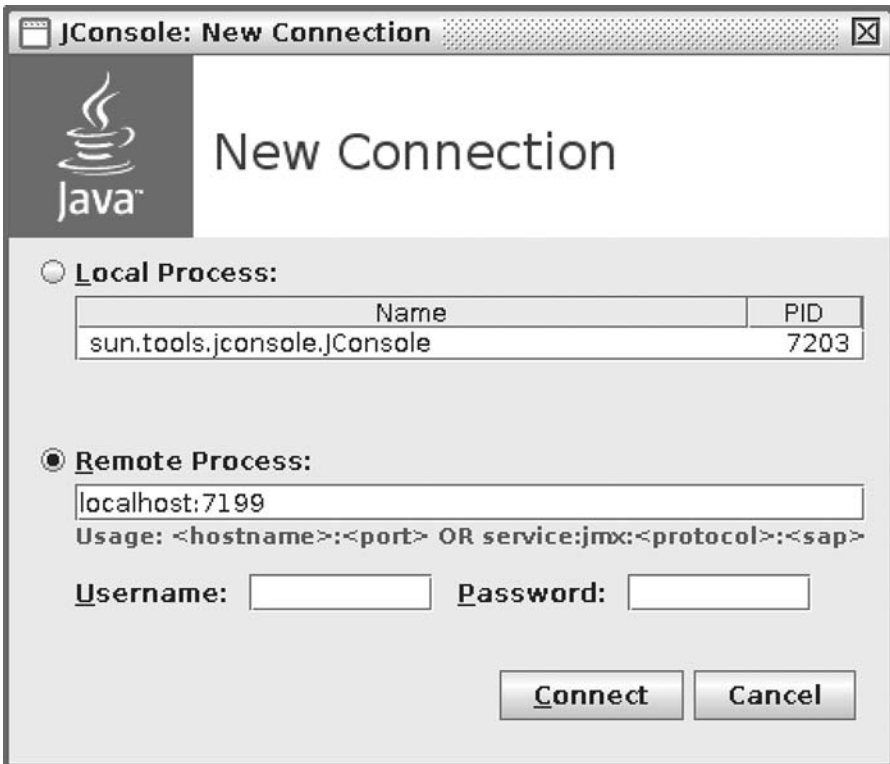 JConsole: New Connection
Java™
New Connection
Local Process:
Name PID
sun.tools.jconsole.JConsole 7203
Remote Process:
localhost:7199
Usage: <hostname>:<port> OR service:jmx:<protocol>:<sap>
Username: Password:
Connect Cancel